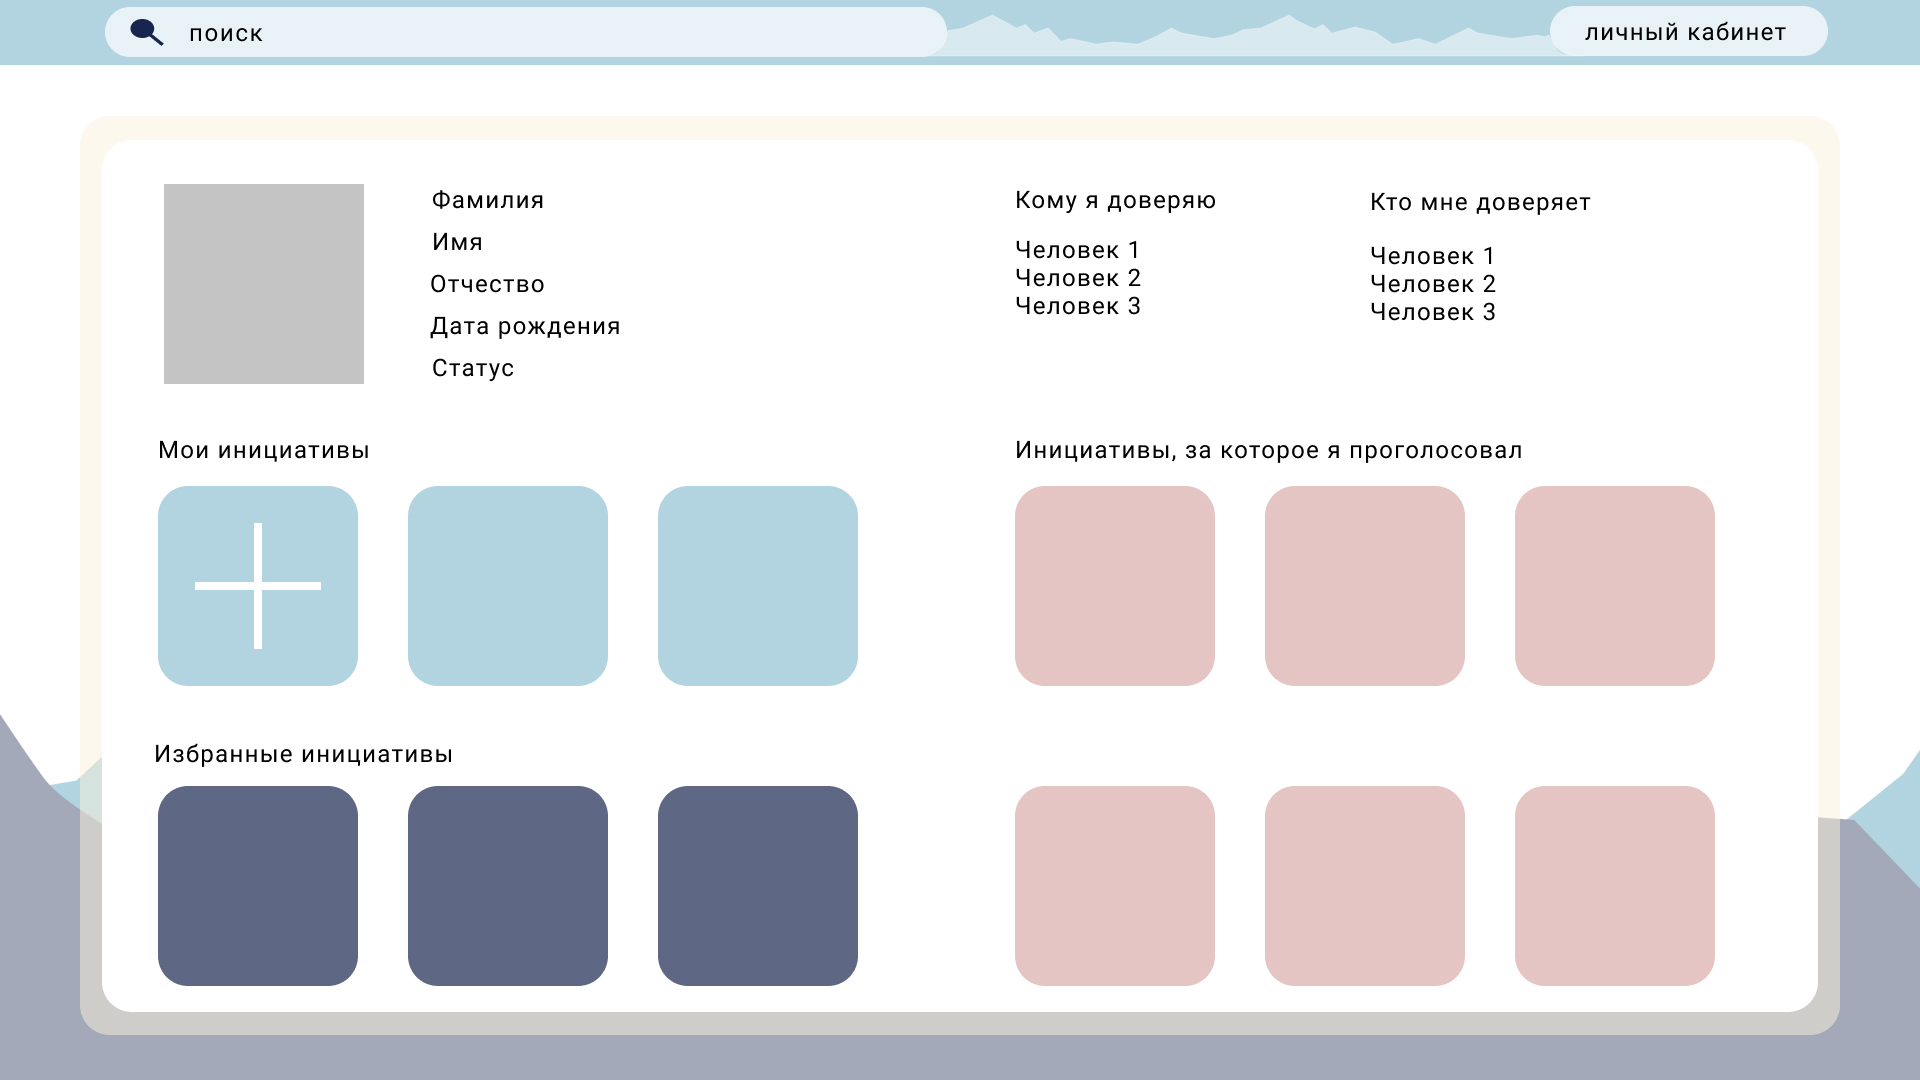 поиск
личный кабинет
Фамилия
Имя
Отчество
Дата рождения
Статус
Кому я доверяю
Человек 1
Человек 2
Человек 3
Кто мне доверяет
Человек 1
Человек 2
Человек 3
Мои инициативы
Инициативы, за которое я проголосовал
Избранные инициативы